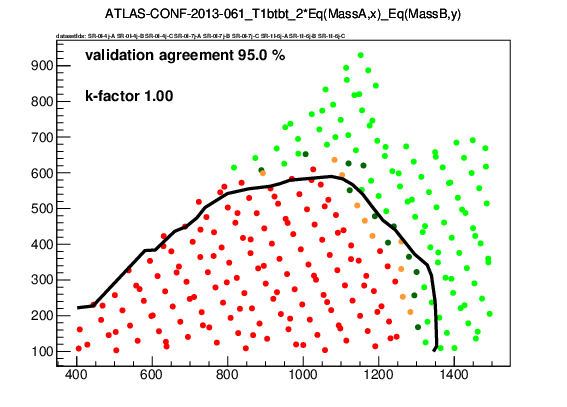 ATLAS-CONF-2013-061_T1btbt_2*Eq(MassA,x)_Eq(MassB,y)
validation agreement 95.0 %
k-factor 1.00
900
800
700
600
500
400
300
200
100
400 600 800 1000 1200 1400